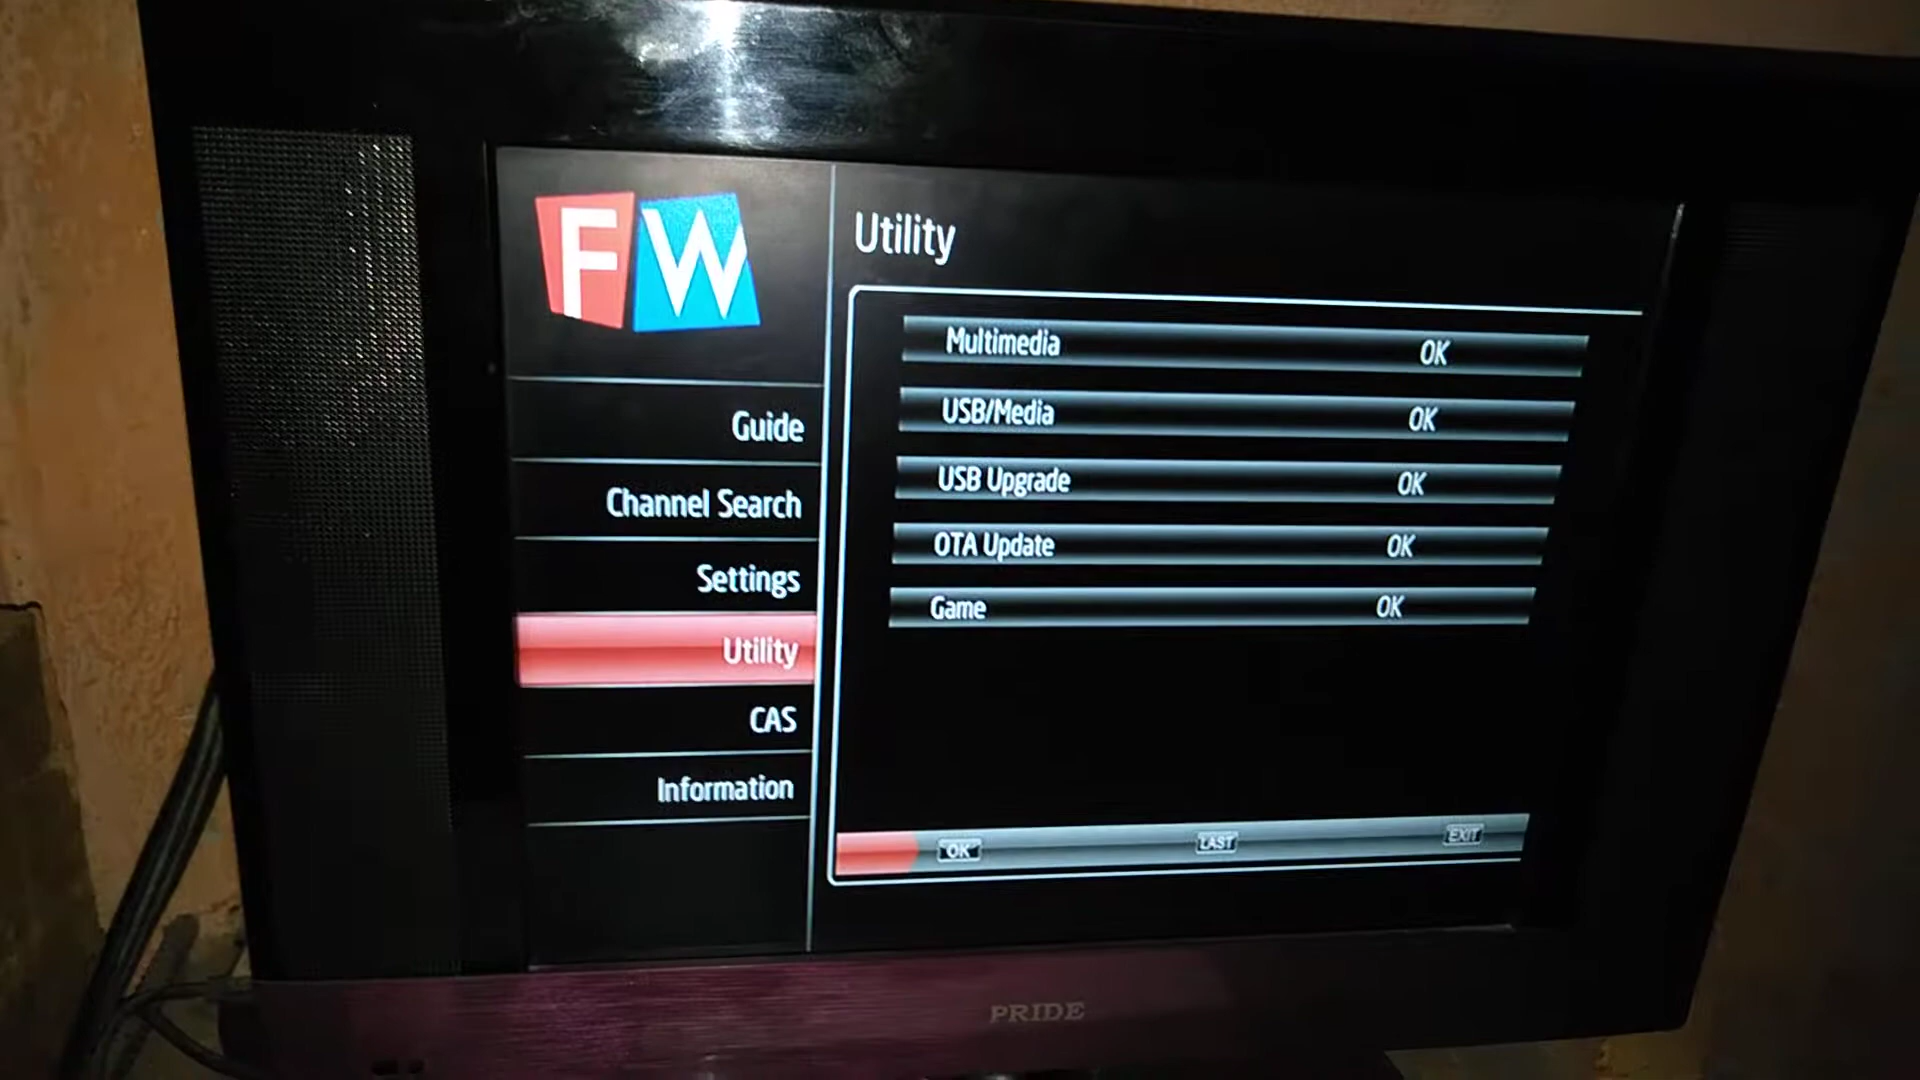 FW
Utility
Multimedia OK
USB/Media OK
USB Upgrade OK
OTA Update OK
Game OK
Guide
Channel Search
Settings
Utility
CAS
Information
OK LAST EXIT
PRIDE